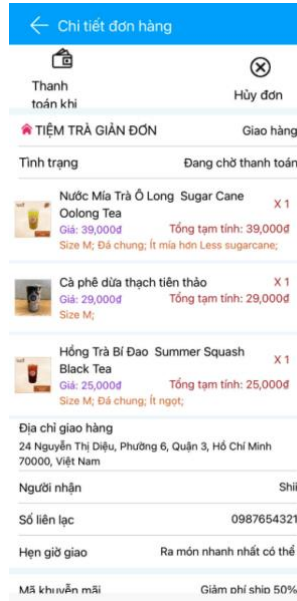 Chi tiết đơn hàng
Thanh
toán khi
Hủy đơn
TIỆM TRÀ GIẢN ĐƠN Giao hàng
Tình trạng Đang chờ thanh toán
Nước Mía Trà Ô Long Sugar Cane
Oolong Tea X 1
Giá: 39,000đ Tổng tạm tính: 39,000đ
Size M; Đá chung; Ít mía hơn Less sugarcane;
Cà phê dừa thạch tiên thảo X 1
Giá: 29,000đ Tổng tạm tính: 29,000đ
Size M;
Hồng Trà Bí Đao Summer Squash
Black Tea X 1
Giá: 25,000đ Tổng tạm tính: 25,000đ
Size M; Đá chung; Ít ngọt;
Địa chỉ giao hàng
24 Nguyễn Thị Diệu, Phường 6, Quận 3, Hồ Chí Minh
70000, Việt Nam
Người nhận Shii
Số liên lạc 0987654321
Hẹn giờ giao Ra món nhanh nhất có thể
Mã khuyễn mãi Giảm phí ship 50%